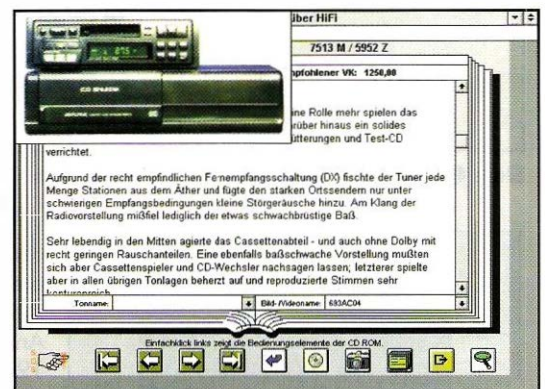 über HiFi
7513 M / 5952 Z
pfohlener VK: 1250,00
ine Rolle mehr spielen das
rüber hinaus ein solides
ütterungen und Test-CD
verrichtet.
Aufgrund der recht empfindlichen Fernempfangsschaltung (DX) fischte der Tuner jede
Menge Stationen aus dem Äther und fügte den starken Ortssendern nur unter
schwierigen Empfangsbedingungen kleine Störgeräusche hinzu. Am Klang der
Radiovorstellung mißfiel lediglich der etwas schwachbrüstige Baß.
Sehr lebendig in den Mitten agierte das Cassettenabteil - und auch ohne Dolby mit
recht geringen Rauschanteilen. Eine ebenfalls baßschwache Vorstellung mußten
sich aber Cassettenspieler und CD-Wechsler nachsagen lassen; letzterer spielte
aber in allen übrigen Tonlagen beherzt auf und reproduzierte Stimmen sehr
konturenreich.
Tonname:
Bild-/Videoname: 693AC04
Einfachklick links zeigt die Bedienungselemente der CD ROM.